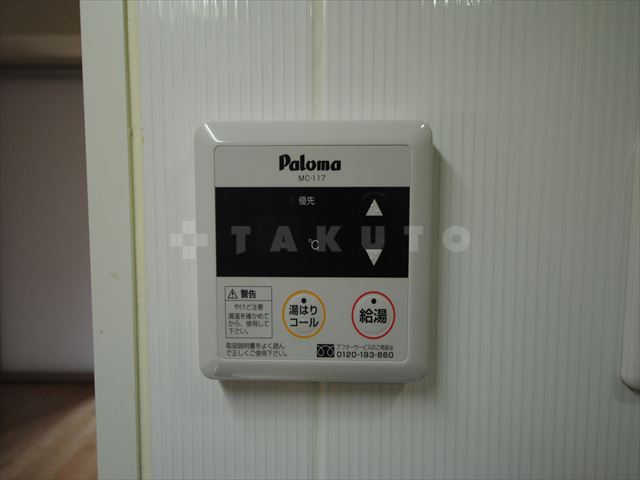 Paloma
MC-117
優先
℃
TAKUTO
警告
やけど注意
湯温を確かめて
から、使用して
下さい。
湯はり
コール
給湯
取扱説明書をよく読ん
で正しくご使用下さい。
アフターサービスのご用命は
0120-193-860